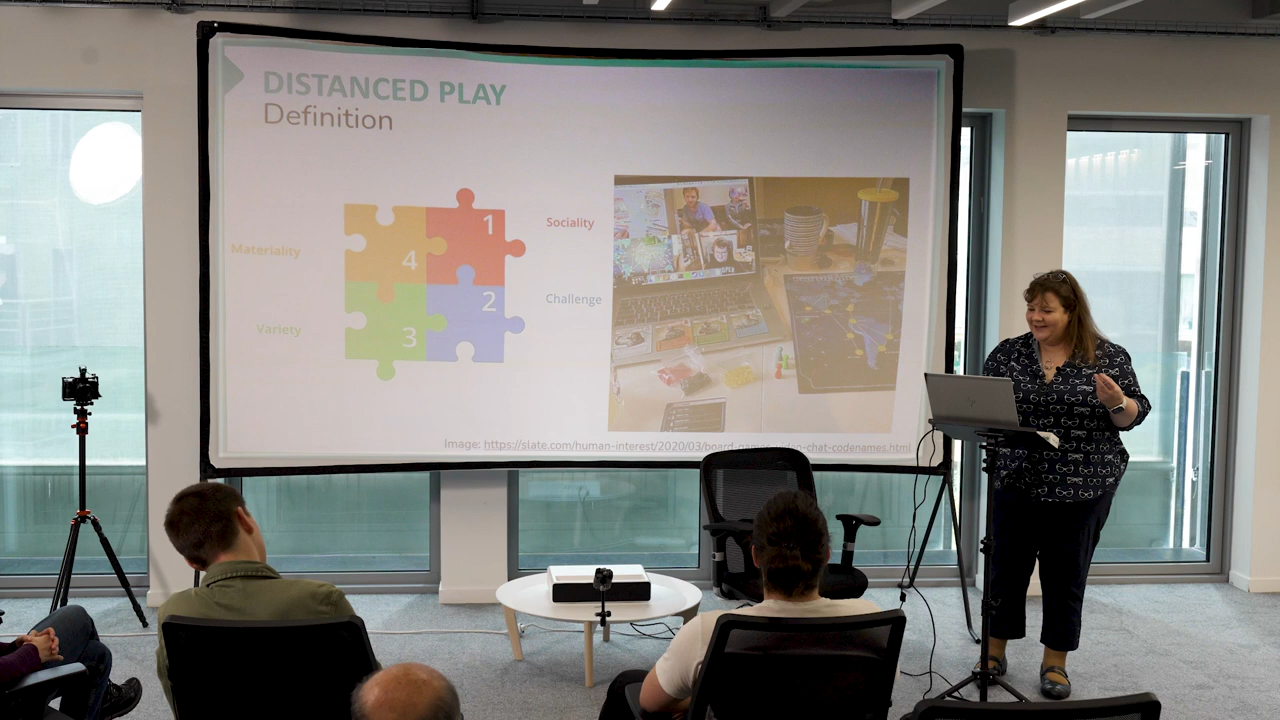 DISTANCED PLAY
Definition
1
Sociality
Materiality
4
2
Challenge
Variety
3
Image: https://slate.com/human-interest/2020/03/board-games-video-chat-codenames.html